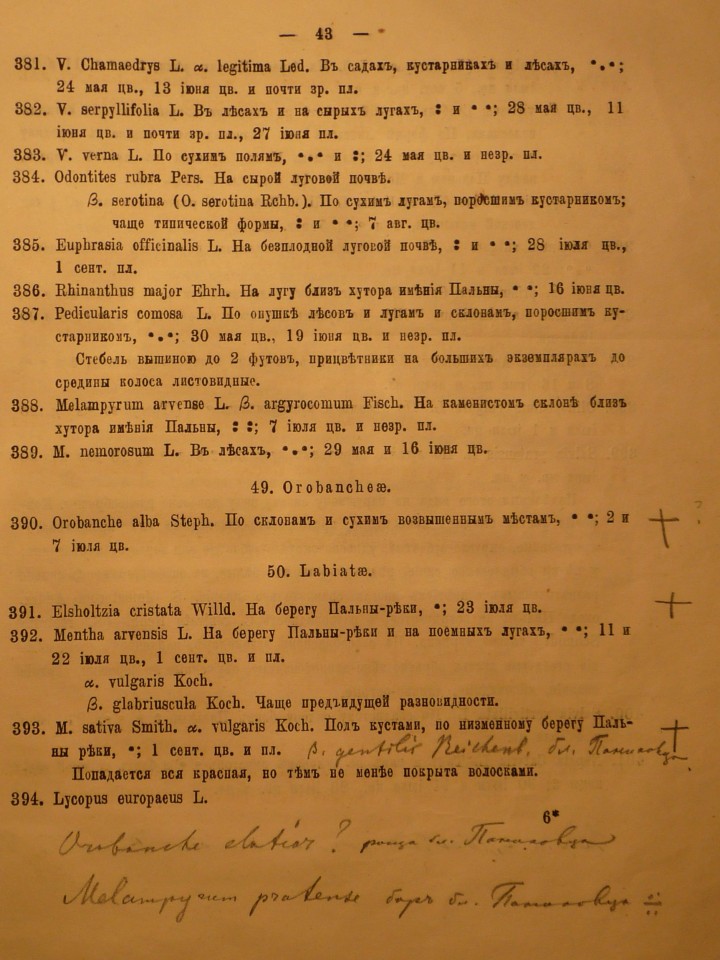 — 43 —
381. V. Chamaedrys L. α. legitima Led. Въ садахъ, кустарникахъ и лѣсахъ, •.•;
24 мая цв., 13 іюня цв. и почти зр. пл.
382. V. serpyllifolia L. Въ лѣсахъ и на сырыхъ лугахъ, : и • •; 28 мая цв., 11
іюня цв. и почти зр. пл., 27 іюня пл.
383. V. verna L. По сухимъ полямъ, •.• и :; 24 мая цв. и незр. пл.
384. Odontites rubra Pers. На сырой луговой почвѣ.
β. serotina (O. serotina Rchb.). По сухимъ лугамъ, поросшимъ кустарникомъ;
чаще типической формы, : и • •; 7 авг. цв.
385. Euphrasia officinalis L. На безплодной луговой почвѣ, : и • •; 28 іюля цв.,
1 сент. пл.
386. Rhinanthus major Ehrh. На лугу близъ хутора имѣнія Пальны, • •; 16 іюня цв.
387. Pedicularis comosa L. По опушкѣ лѣсовъ и лугамъ и склонамъ, поросшимъ ку-
старникомъ, •.•; 30 мая цв., 19 іюня цв. и незр. пл.
Стебель вышиною до 2 футовъ, прицвѣтники на большихъ экземплярахъ до
средины колоса листовидные.
388. Melampyrum arvense L. β. argyrocomum Fisch. На каменистомъ склонѣ близъ
хутора имѣнія Пальны, : :; 7 іюля цв. и незр. пл.
389. M. nemorosum L. Въ лѣсахъ, •.•; 29 мая и 16 іюня цв.
49. Orobancheæ.
390. Orobanche alba Steph. По склонамъ и сухимъ возвышеннымъ мѣстамъ, • •; 2 и
7 іюля цв.
50. Labiatæ.
391. Elsholtzia cristata Willd. На берегу Пальны-рѣки, •; 23 іюля цв.
392. Mentha arvensis L. На берегу Пальны-рѣки и на поемныхъ лугахъ, • •; 11 и
22 іюля цв., 1 сент. цв. и пл.
α. vulgaris Koch.
β. glabriuscula Koch. Чаще предъидущей разновидности.
393. M. sativa Smith. α. vulgaris Koch. Подъ кустами, по низменному берегу Паль-
ны рѣки, •; 1 сент. цв. и пл. β. gentilis Reichenb. бл.
Попадается вся красная, но тѣмъ не менѣе покрыта волосками.
394. Lycopus europaeus L.
6*
Orobanche elatior? роща бл.
Melampyrum pratense боръ бл.